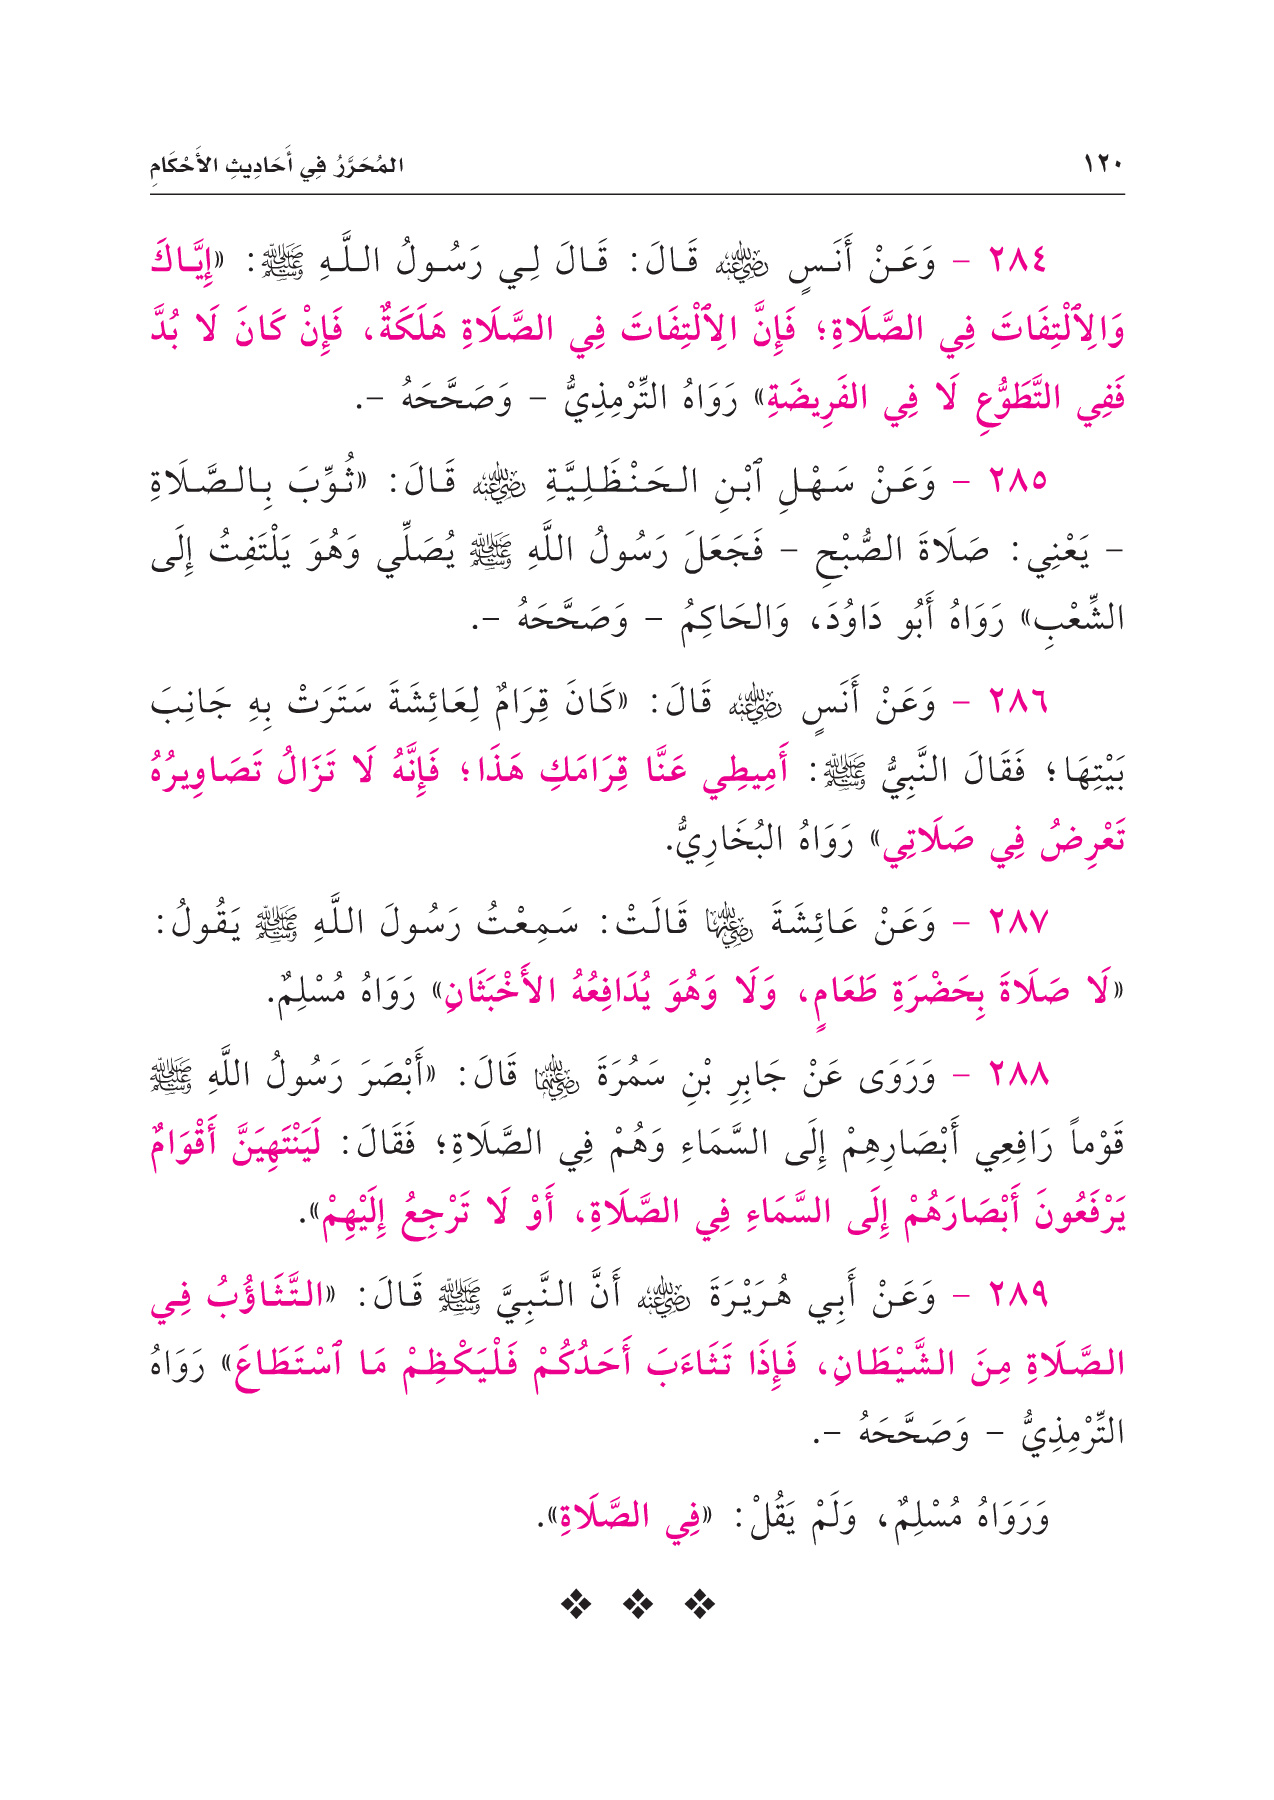 ١٢٠ المُحَرَّرُ فِي أَحَادِيثِ الأَحْكَامِ
٢٨٤ - وَعَنْ أَنَسٍ رضي الله عنه قَالَ: قَالَ لِي رَسُولُ اللَّهِ ﷺ: «إِيَّاكَ
وَالِٱلْتِفَاتَ فِي الصَّلَاةِ؛ فَإِنَّ الِٱلْتِفَاتَ فِي الصَّلَاةِ هَلَكَةٌ، فَإِنْ كَانَ لَا بُدَّ
فَفِي التَّطَوُّعِ لَا فِي الفَرِيضَةِ» رَوَاهُ التِّرْمِذِيُّ - وَصَحَّحَهُ -.
٢٨٥ - وَعَنْ سَهْلِ ٱبْنِ الحَنْظَلِيَّةِ رضي الله عنه قَالَ: «ثُوِّبَ بِالصَّلَاةِ
- يَعْنِي: صَلَاةَ الصُّبْحِ - فَجَعَلَ رَسُولُ اللَّهِ ﷺ يُصَلِّي وَهُوَ يَلْتَفِتُ إِلَى
الشِّعْبِ» رَوَاهُ أَبُو دَاوُدَ، وَالحَاكِمُ - وَصَحَّحَهُ -.
٢٨٦ - وَعَنْ أَنَسٍ رضي الله عنه قَالَ: «كَانَ قِرَامٌ لِعَائِشَةَ سَتَرَتْ بِهِ جَانِبَ
بَيْتِهَا؛ فَقَالَ النَّبِيُّ ﷺ: أَمِيطِي عَنَّا قِرَامَكِ هَذَا؛ فَإِنَّهُ لَا تَزَالُ تَصَاوِيرُهُ
تَعْرِضُ فِي صَلَاتِي» رَوَاهُ البُخَارِيُّ.
٢٨٧ - وَعَنْ عَائِشَةَ رضي الله عنها قَالَتْ: سَمِعْتُ رَسُولَ اللَّهِ ﷺ يَقُولُ:
«لَا صَلَاةَ بِحَضْرَةِ طَعَامٍ، وَلَا وَهُوَ يُدَافِعُهُ الأَخْبَثَانِ» رَوَاهُ مُسْلِمٌ.
٢٨٨ - وَرَوَى عَنْ جَابِرِ بْنِ سَمُرَةَ رضي الله عنهما قَالَ: «أَبْصَرَ رَسُولُ اللَّهِ ﷺ
قَوْماً رَافِعِي أَبْصَارِهِمْ إِلَى السَّمَاءِ وَهُمْ فِي الصَّلَاةِ؛ فَقَالَ: لَيَنْتَهِيَنَّ أَقْوَامٌ
يَرْفَعُونَ أَبْصَارَهُمْ إِلَى السَّمَاءِ فِي الصَّلَاةِ، أَوْ لَا تَرْجِعُ إِلَيْهِمْ».
٢٨٩ - وَعَنْ أَبِي هُرَيْرَةَ رضي الله عنه أَنَّ النَّبِيَّ ﷺ قَالَ: «التَّثَاؤُبُ فِي
الصَّلَاةِ مِنَ الشَّيْطَانِ، فَإِذَا تَثَاءَبَ أَحَدُكُمْ فَلْيَكْظِمْ مَا ٱسْتَطَاعَ» رَوَاهُ
التِّرْمِذِيُّ - وَصَحَّحَهُ -.
وَرَوَاهُ مُسْلِمٌ، وَلَمْ يَقُلْ: «فِي الصَّلَاةِ».